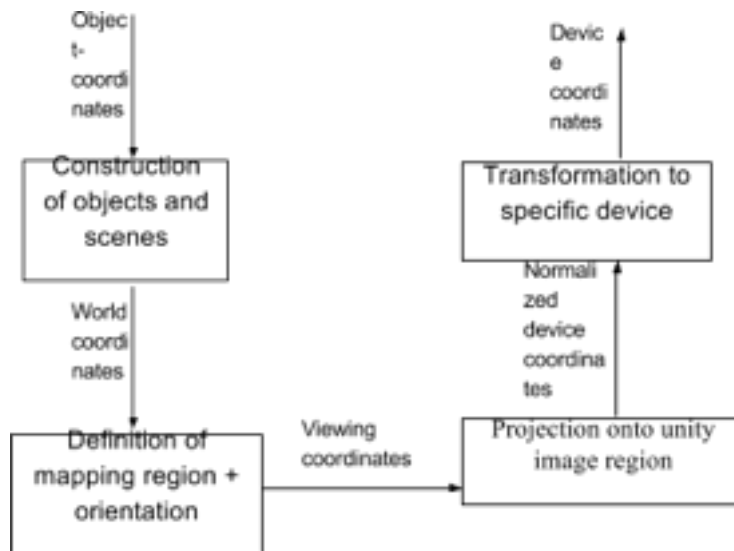 Objec
t-
coordi
nates
Construction
of objects and
scenes
World
coordi
nates
Definition of
mapping region +
orientation
Viewing
coordinates
Projection onto unity
image region
Normali
zed
device
coordina
tes
Transformation to
specific device
Devic
e
coordi
nates